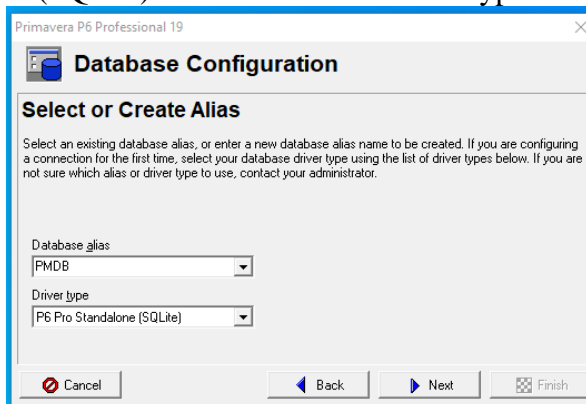 Primavera P6 Professional 19
Database Configuration
Select or Create Alias
Select an existing database alias, or enter a new database alias name to be created. If you are configuring
a connection for the first time, select your database driver type using the list of driver types below. If you are
not sure which alias or driver type to use, contact your administrator.
Database alias
PMDB
Driver type
P6 Pro Standalone (SQLite)
Cancel
Back
Next
Finish